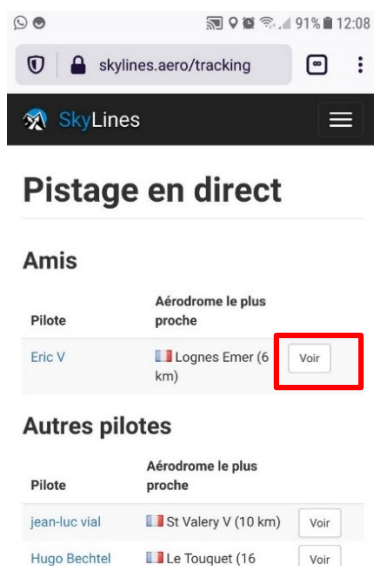 91% 12:08
skylines.aero/tracking ∞
SkyLines
Pistage en direct
Amis
Pilote Aérodrome le plus proche
Eric V Lognes Emer (6 km) Voir
Autres pilotes
Pilote Aérodrome le plus proche
jean-luc vial St Valery V (10 km) Voir
Hugo Bechtel Le Touquet (16 Voir